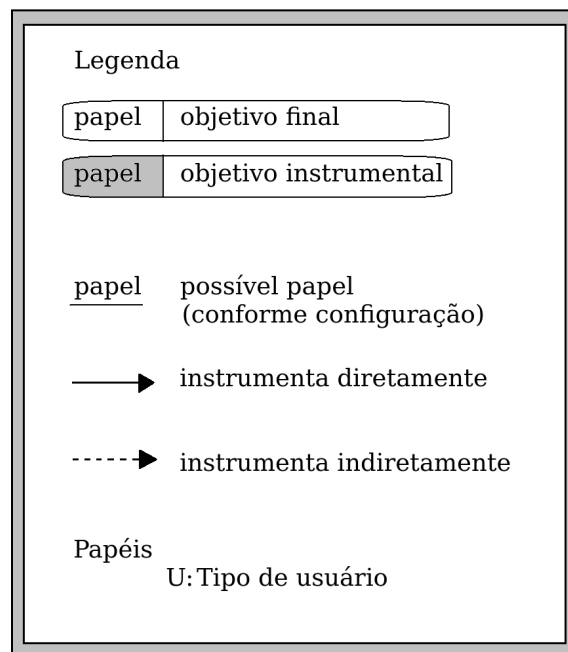 Legenda
papel objetivo final
papel objetivo instrumental
papel possível papel
(conforme configuração)
instrumenta diretamente
instrumenta indiretamente
Papéis
U: Tipo de usuário